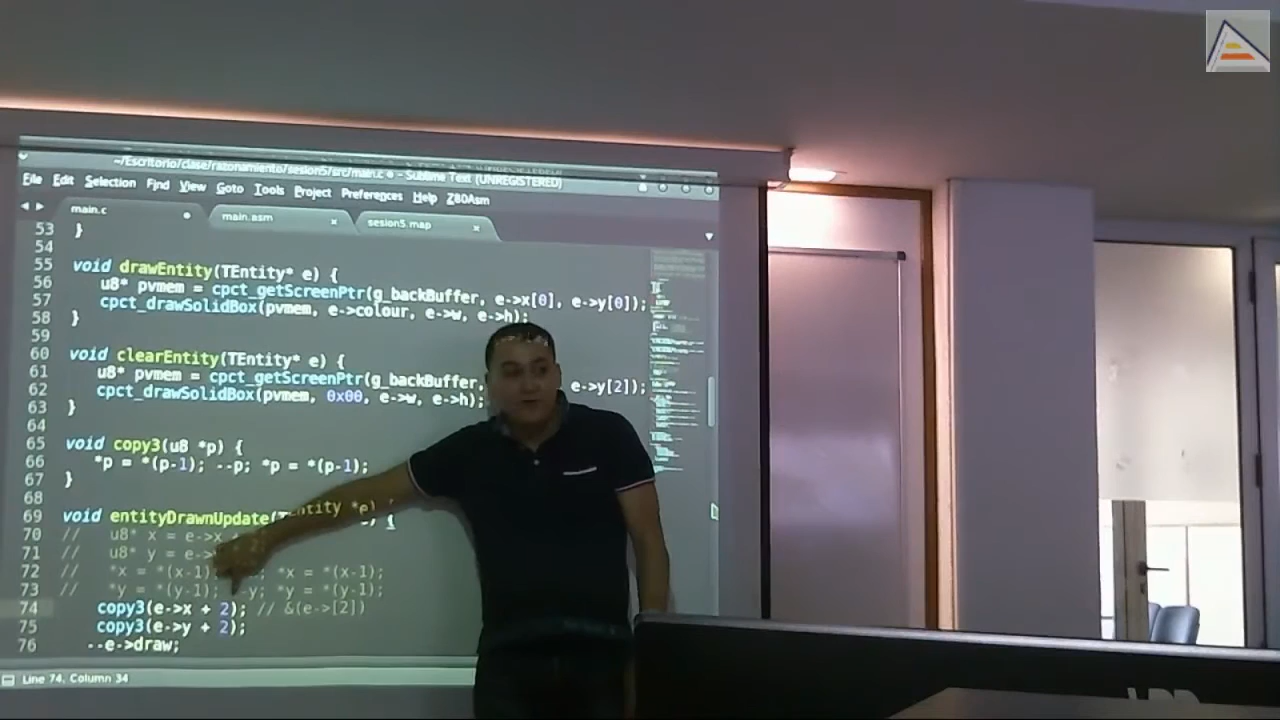 ~/Escritorio/clase/razonamiento/sesion5/src/main.c • - Sublime Text (UNREGISTERED)
File Edit Selection Find View Goto Tools Project Preferences Help Z80Asm
main.c main.asm sesion5.map
53 }
54
55 void drawEntity(TEntity* e) {
56 u8* pvmem = cpct_getScreenPtr(g_backBuffer, e->x[0], e->y[0]);
57 cpct_drawSolidBox(pvmem, e->colour, e->w, e->h);
58 }
59
60 void clearEntity(TEntity* e) {
61 u8* pvmem = cpct_getScreenPtr(g_backBuffer, e->y[2]);
62 cpct_drawSolidBox(pvmem, 0x00, e->w, e->h);
63 }
64
65 void copy3(u8 *p) {
66 *p = *(p-1); --p; *p = *(p-1);
67 }
68
69 void entityDrawnUpdate(TEntity *e) {
70 // u8* x = e->x
71 // u8* y = e->
72 // *x = *(x-1) ; *x = *(x-1);
73 // *y = *(y-1); --y; *y = *(y-1);
74 copy3(e->x + 2); // &(e->[2])
75 copy3(e->y + 2);
76 --e->draw;
Line 74, Column 34